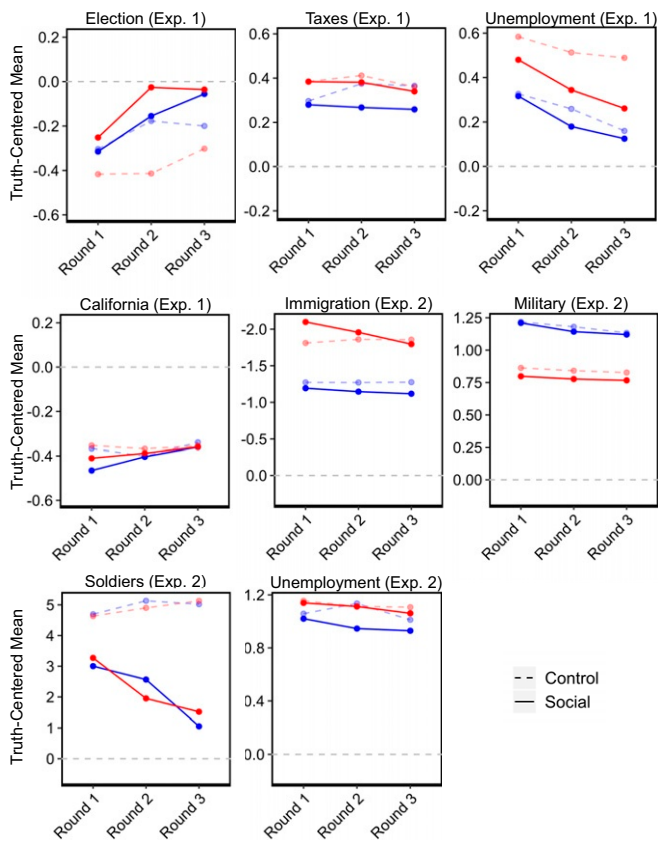 Election (Exp. 1)
Taxes (Exp. 1)
Unemployment (Exp. 1)
Truth-Centered Mean
0.2
0.0
-0.2
-0.4
-0.6
Round 1
Round 2
Round 3
0.6
0.4
0.2
0.0
-0.2
Round 1
Round 2
Round 3
0.6
0.4
0.2
0.0
-0.2
Round 1
Round 2
Round 3
California (Exp. 1)
Immigration (Exp. 2)
Military (Exp. 2)
Truth-Centered Mean
0.2
0.0
-0.2
-0.4
-0.6
Round 1
Round 2
Round 3
-2.0
-1.5
-1.0
-0.5
0.0
Round 1
Round 2
Round 3
1.25
1.00
0.75
0.50
0.25
0.00
Round 1
Round 2
Round 3
Soldiers (Exp. 2)
Unemployment (Exp. 2)
Truth-Centered Mean
5
4
3
2
1
0
Round 1
Round 2
Round 3
1.2
0.8
0.4
0.0
Round 1
Round 2
Round 3
Control
Social